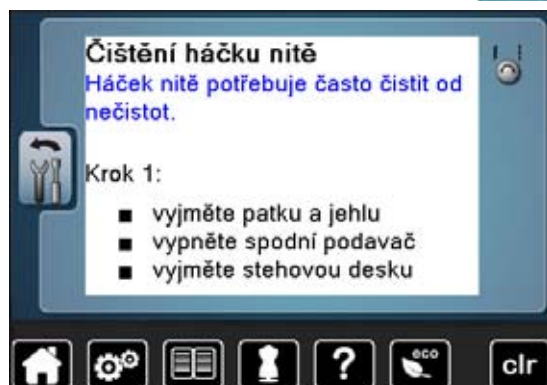 Čištění háčku nitě
Háček nitě potřebuje často čistit od
nečistot.
Krok 1:
■ vyjměte patku a jehlu
■ vypněte spodní podavač
■ vyjměte stehovou desku
?
eco
clr